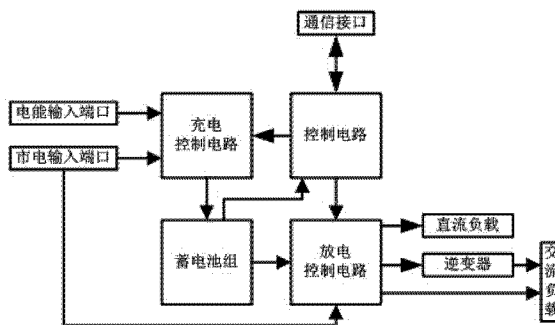 通信接口
电能输入端口
市电输入端口
充电
控制电路
控制电路
蓄电池组
放电
控制电路
直流负载
逆变器
交
流
负
载